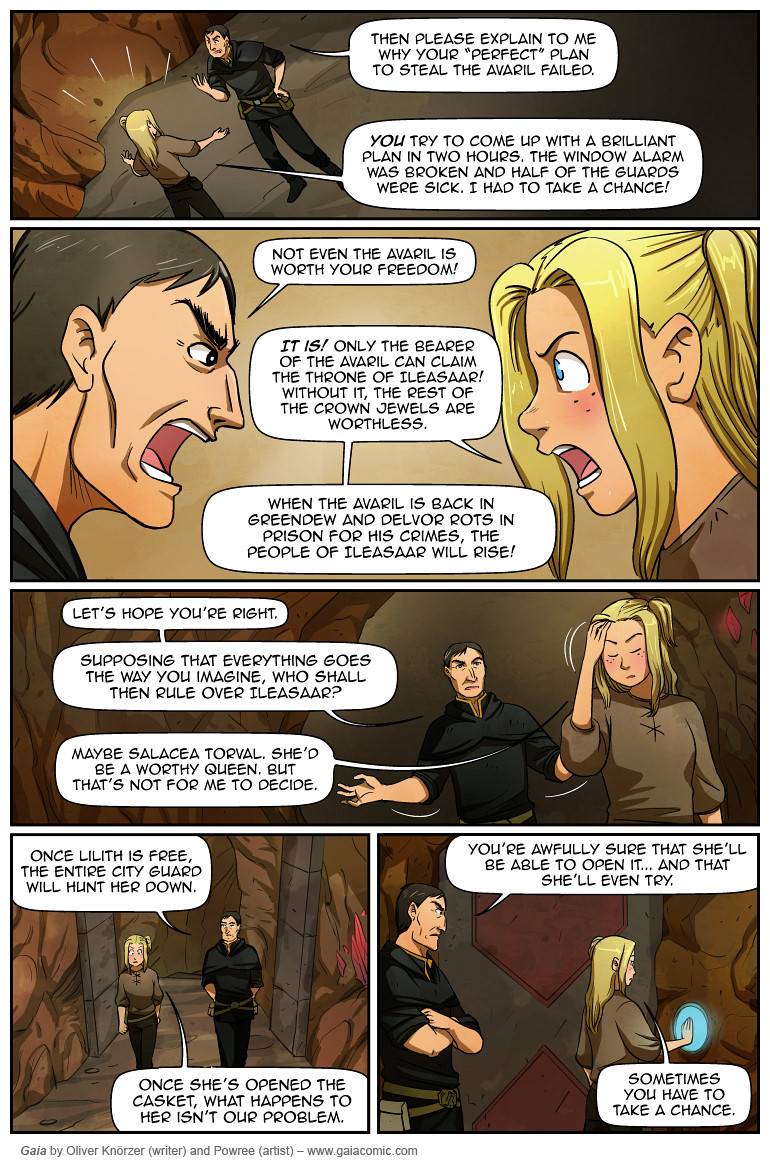 THEN PLEASE EXPLAIN TO ME
WHY YOUR "PERFECT" PLAN
TO STEAL THE AVARIL FAILED.
YOU TRY TO COME UP WITH A BRILLIANT
PLAN IN TWO HOURS. THE WINDOW ALARM
WAS BROKEN AND HALF OF THE GUARDS
WERE SICK. I HAD TO TAKE A CHANCE!
NOT EVEN THE AVARIL IS
WORTH YOUR FREEDOM!
IT IS! ONLY THE BEARER
OF THE AVARIL CAN CLAIM
THE THRONE OF ILEASAAR!
WITHOUT IT, THE REST OF
THE CROWN JEWELS ARE
WORTHLESS.
WHEN THE AVARIL IS BACK IN
GREENDEW AND DELVOR ROTS IN
PRISON FOR HIS CRIMES, THE
PEOPLE OF ILEASAAR WILL RISE!
LET'S HOPE YOU'RE RIGHT.
SUPPOSING THAT EVERYTHING GOES
THE WAY YOU IMAGINE, WHO SHALL
THEN RULE OVER ILEASAAR?
MAYBE SALACEA TORVAL. SHE'D
BE A WORTHY QUEEN. BUT
THAT'S NOT FOR ME TO DECIDE.
ONCE LILITH IS FREE,
THE ENTIRE CITY GUARD
WILL HUNT HER DOWN.
ONCE SHE'S OPENED THE
CASKET, WHAT HAPPENS TO
HER ISN'T OUR PROBLEM.
YOU'RE AWFULLY SURE THAT SHE'LL
BE ABLE TO OPEN IT... AND THAT
SHE'LL EVEN TRY.
SOMETIMES
YOU HAVE TO
TAKE A CHANCE.
Gaia by Oliver Knörzer (writer) and Powree (artist) – www.gaiacomic.com